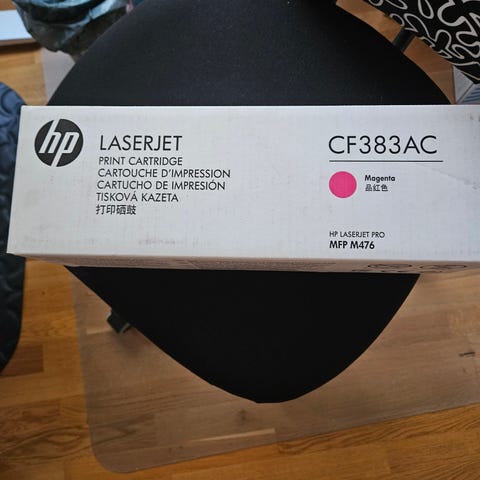 hp
LASERJET
PRINT CARTRIDGE
CARTOUCHE D'IMPRESSION
CARTUCHO DE IMPRESIÓN
TISKOVÁ KAZETA
打印硒鼓
CF383AC
Magenta
品红色
HP LASERJET PRO
MFP M476